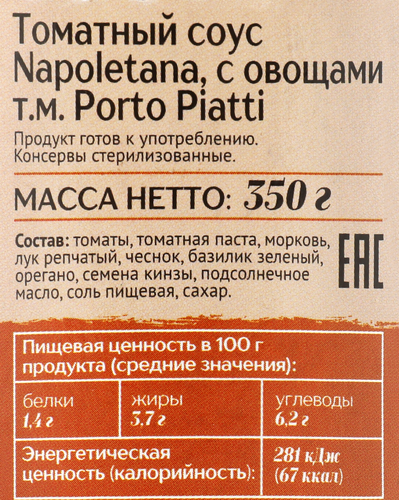 Томатный соус
Napoletana, с овощами
т.м. Porto Piatti
Продукт готов к употреблению.
Консервы стерилизованные.
МАССА НЕТТО: 350 г
Состав: томаты, томатная паста, морковь,
лук репчатый, чеснок, базилик зеленый,
орегано, семена кинзы, подсолнечное
масло, соль пищевая, сахар.
ЕАС
Пищевая ценность в 100 г
продукта (средние значения):
белки жиры углеводы
1,4 г 3,7 г 6,2 г
Энергетическая
ценность (калорийность):
281 кДж
(67 ккал)